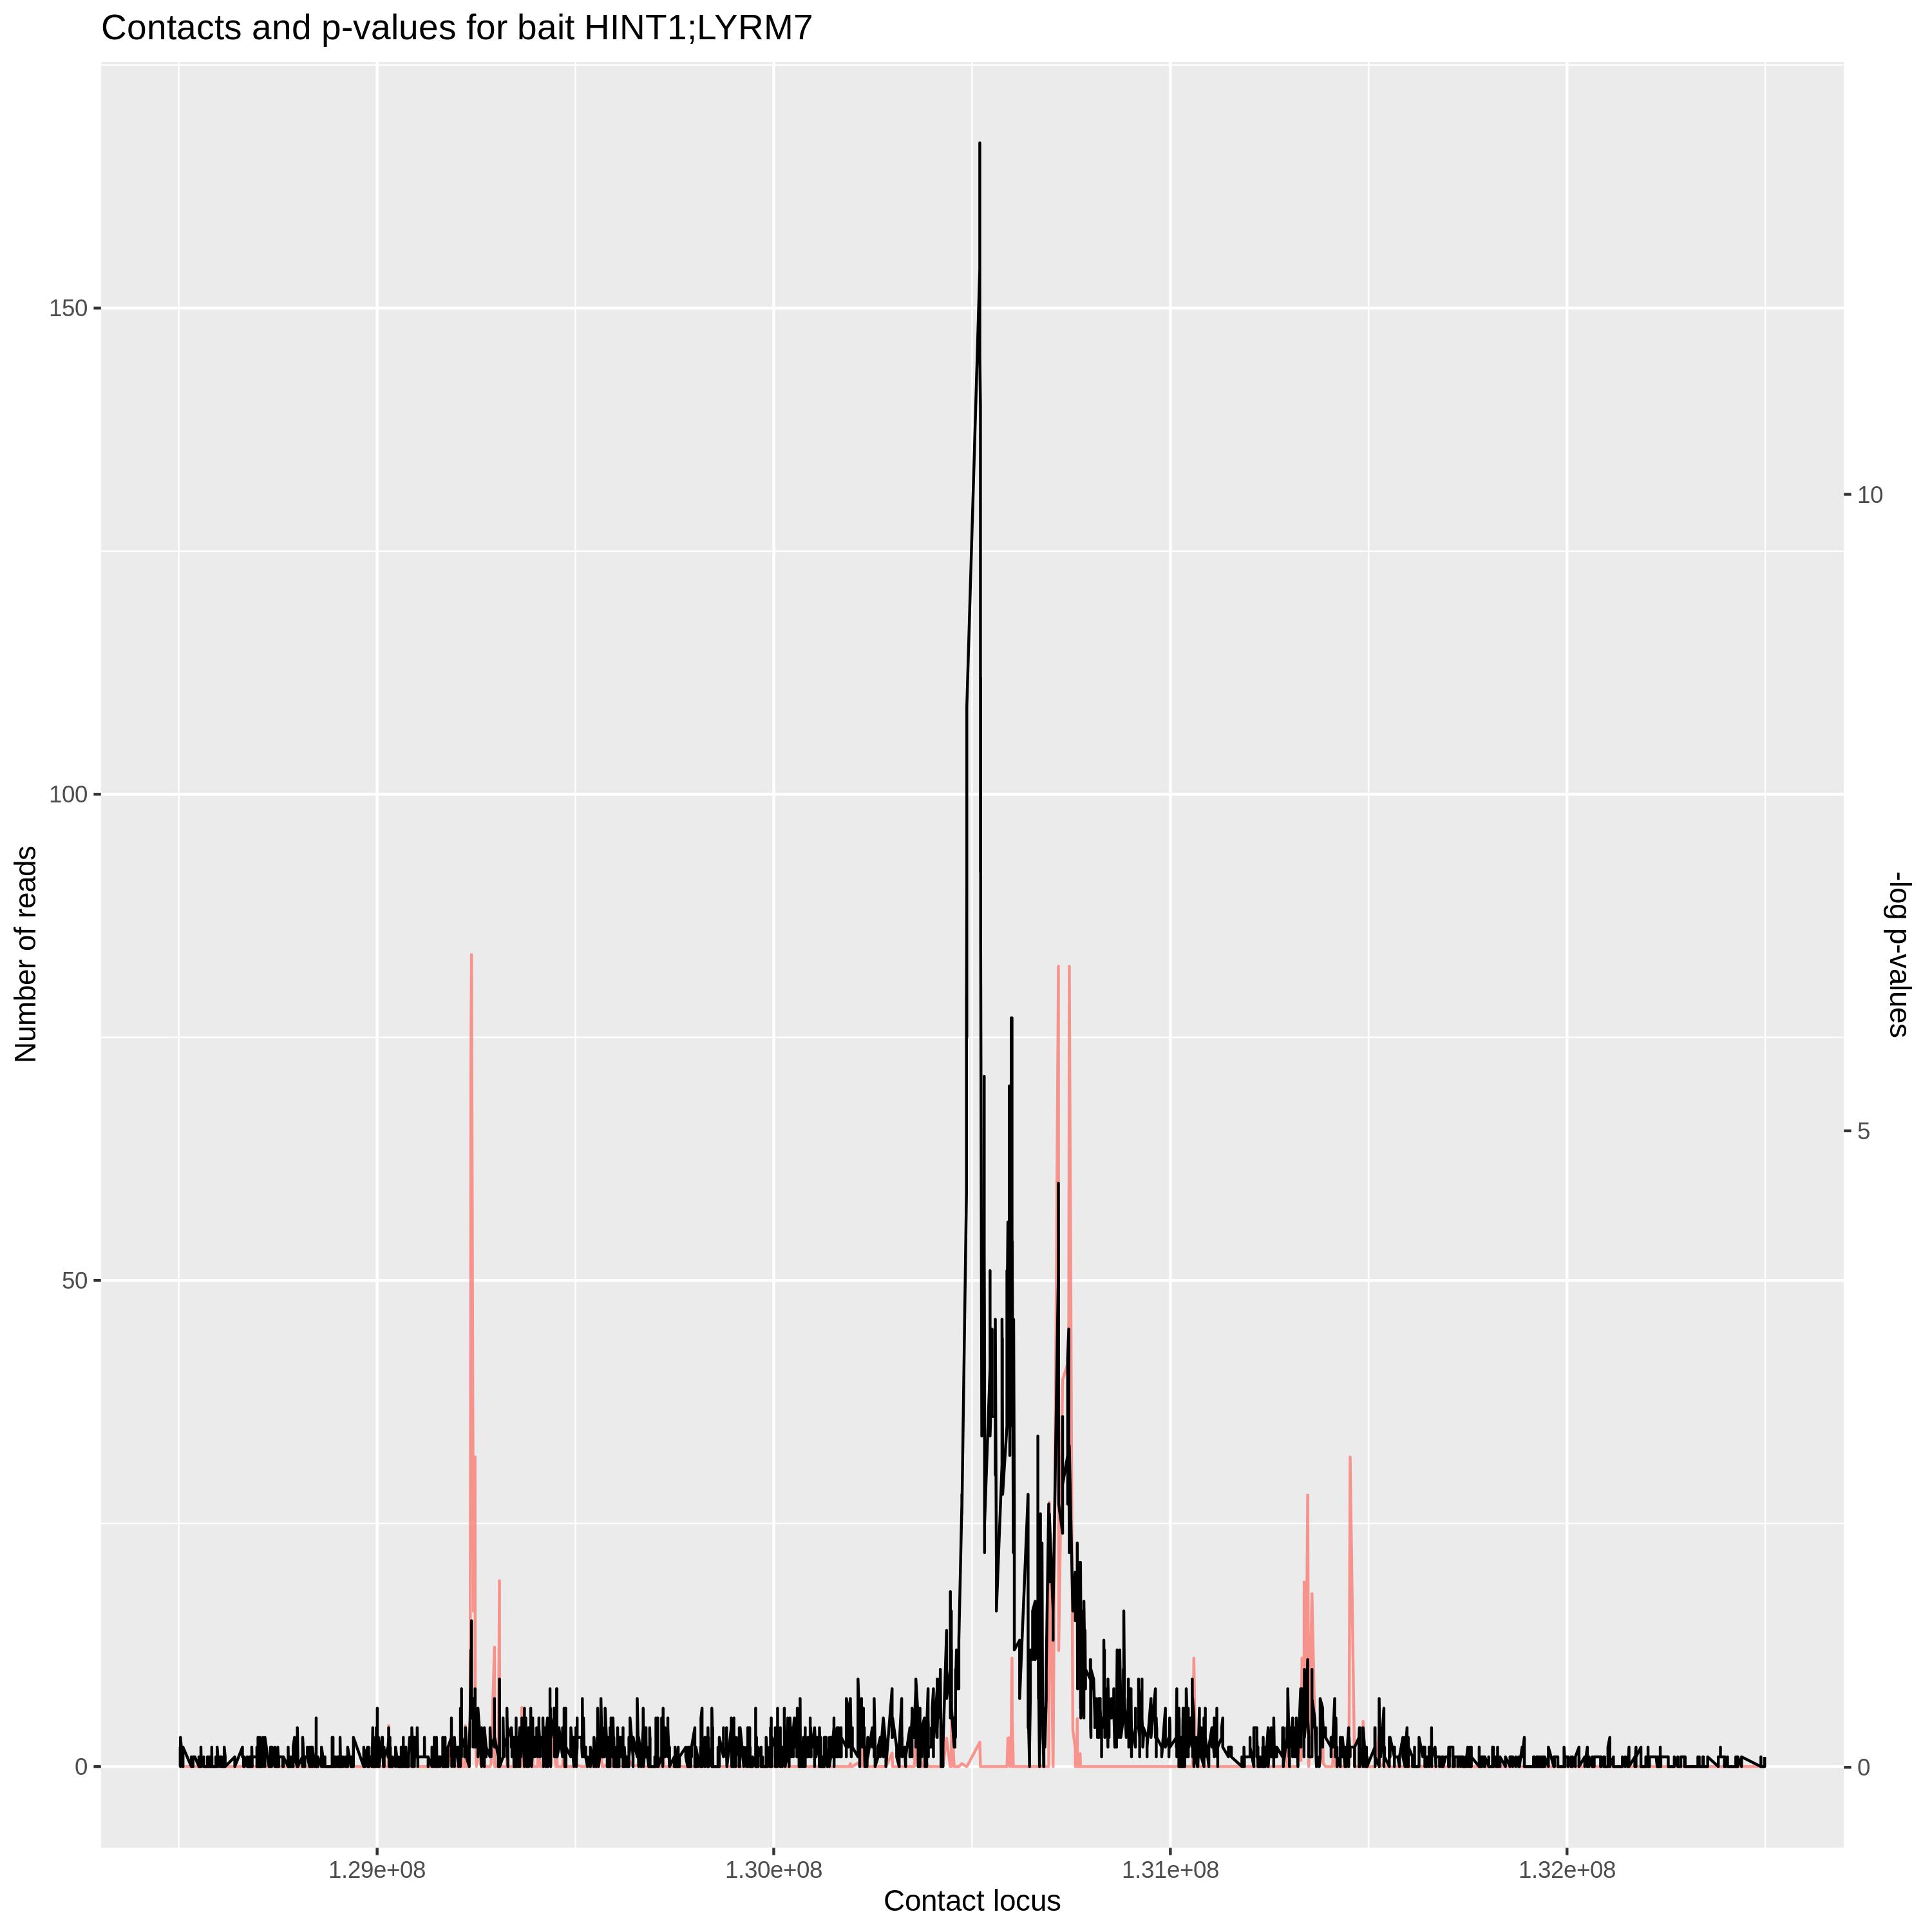 Contacts and p-values for bait HINT1;LYRM7
150
100
50
0
Number of reads
10
5
0
-log p-values
1.29e+08
1.30e+08
1.31e+08
1.32e+08
Contact locus